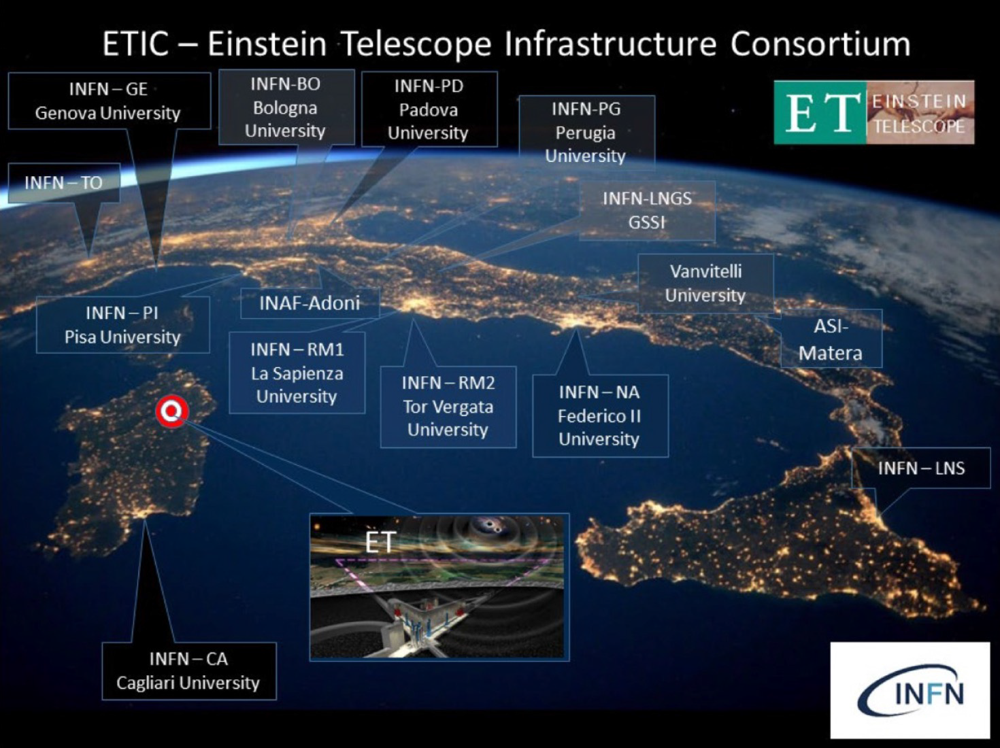 ETIC – Einstein Telescope Infrastructure Consortium
INFN – GE
Genova University
INFN-BO
Bologna
University
INFN-PD
Padova
University
INFN-PG
Perugia
University
ET
EINSTEIN
TELESCOPE
INFN – TO
INFN-LNGS
GSSI
Vanvitelli
University
INFN – PI
Pisa University
INAF-Adoni
ASI-
Matera
INFN – RM1
La Sapienza
University
INFN – RM2
Tor Vergata
University
INFN – NA
Federico II
University
INFN – LNS
ET
INFN – CA
Cagliari University
INFN